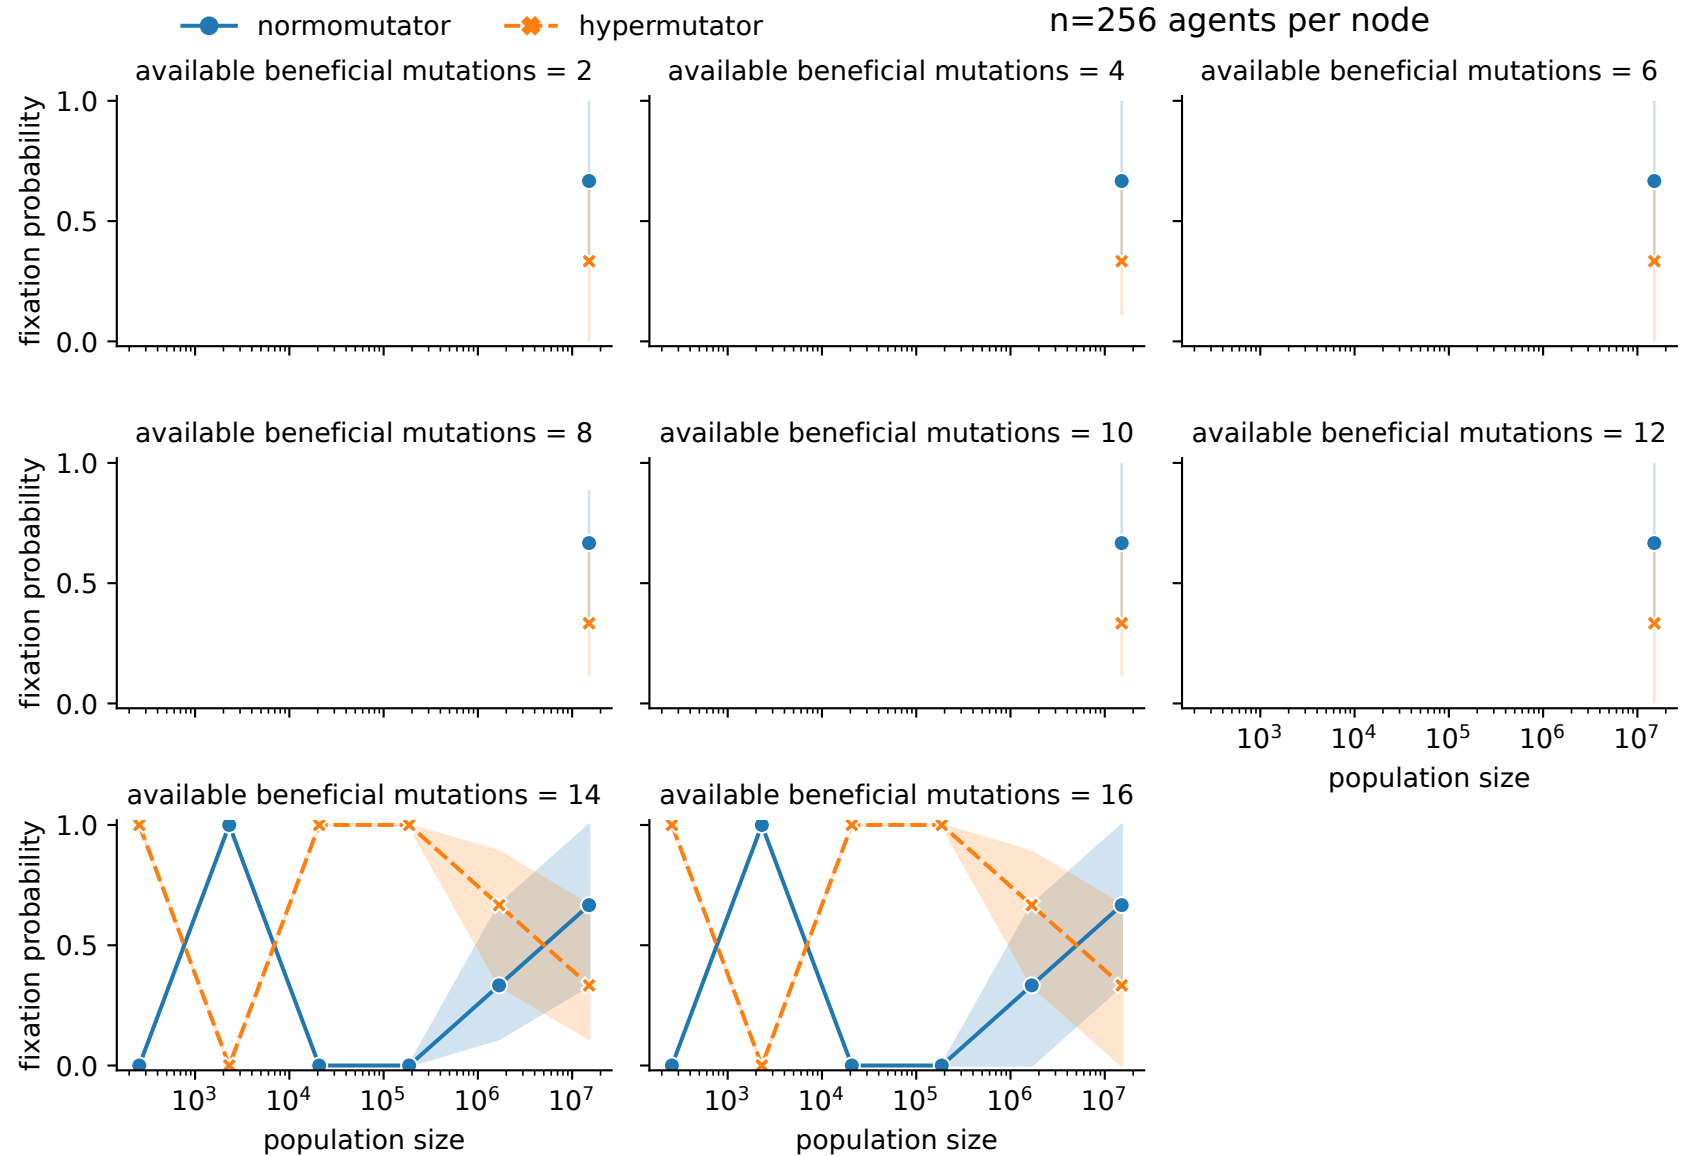 normomutator hypermutator n=256 agents per node
available beneficial mutations = 2 available beneficial mutations = 4 available beneficial mutations = 6
fixation probability
1.0
0.5
0.0
available beneficial mutations = 8 available beneficial mutations = 10 available beneficial mutations = 12
fixation probability
1.0
0.5
0.0
10³ 10⁴ 10⁵ 10⁶ 10⁷
population size
available beneficial mutations = 14 available beneficial mutations = 16
fixation probability
1.0
0.5
0.0
10³ 10⁴ 10⁵ 10⁶ 10⁷ 10³ 10⁴ 10⁵ 10⁶ 10⁷
population size population size